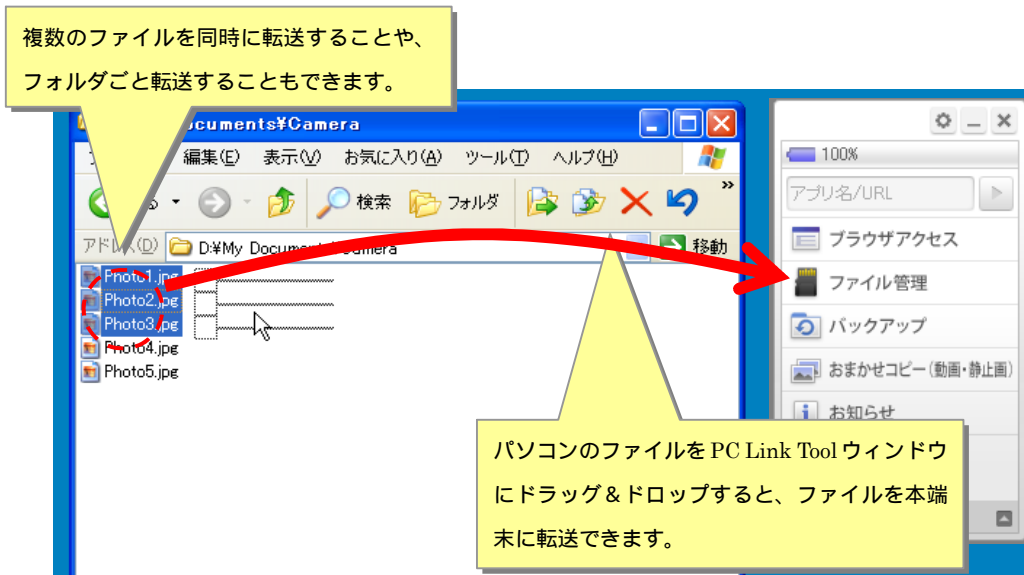 複数のファイルを同時に転送することや、
フォルダごと転送することもできます。
cuments¥Camera
編集(E) 表示(V) お気に入り(A) ツール(T) ヘルプ(H)
検索 フォルダ »
アドレス(D) D:¥My Documents¥Camera 移動
Photo1.jpg
Photo2.jpg
Photo3.jpg
Photo4.jpg
Photo5.jpg
100%
アプリ名/URL
ブラウザアクセス
ファイル管理
バックアップ
おまかせコピー(動画・静止画)
お知らせ
パソコンのファイルを PC Link Tool ウィンドウ
にドラッグ&ドロップすると、ファイルを本端
末に転送できます。